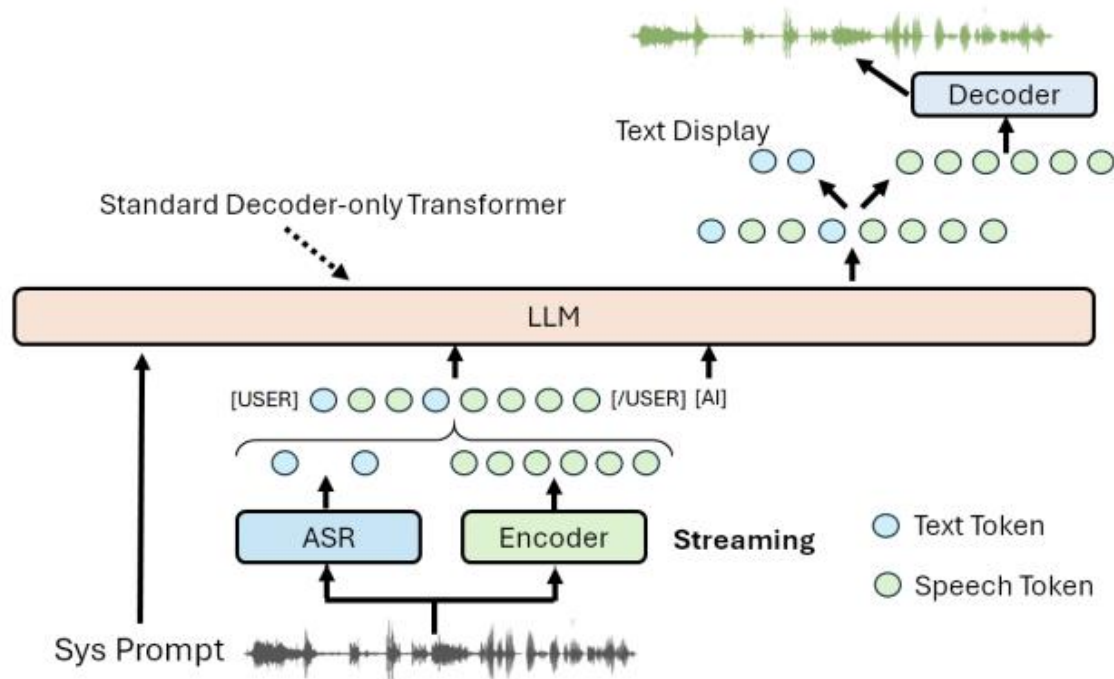 Decoder
Text Display
Standard Decoder-only Transformer
LLM
[USER] [/USER] [AI]
ASR Encoder Streaming
Text Token
Speech Token
Sys Prompt